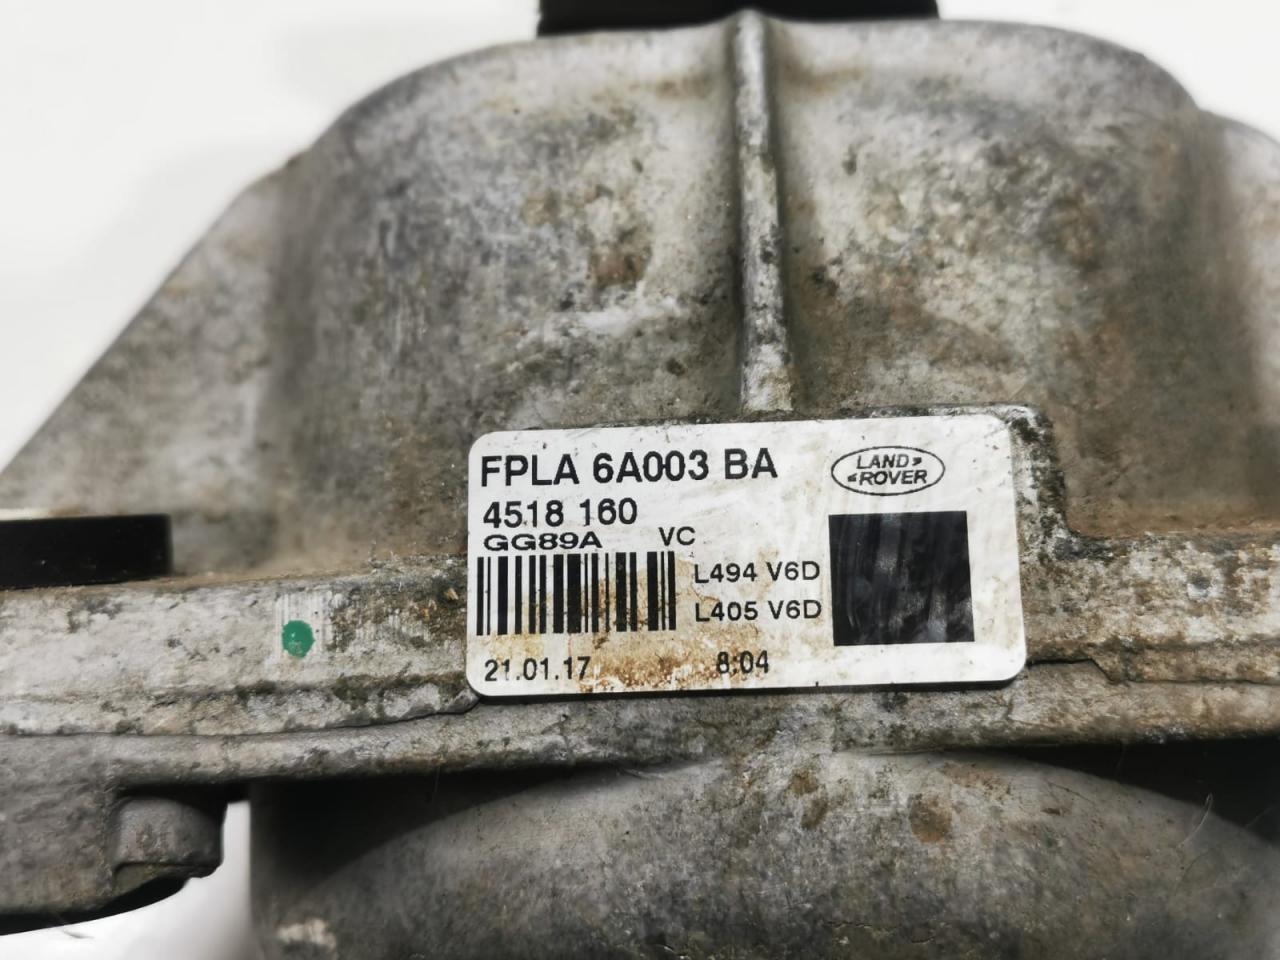 FPLA 6A003 BA
LAND
ROVER
4518 160
GG89A VC
L494 V6D
L405 V6D
21.01.17 8:04